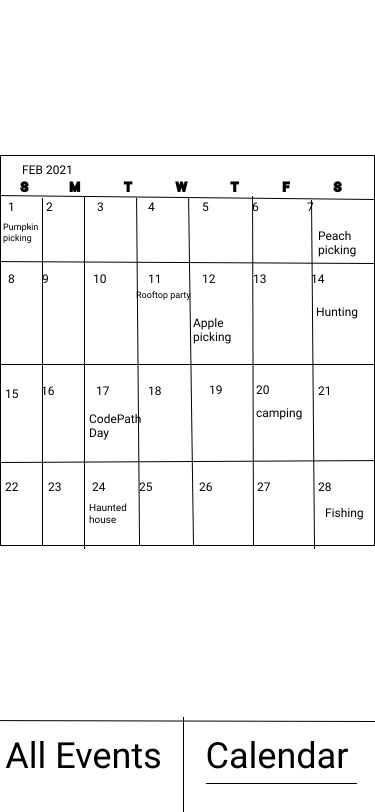 FEB 2021
S M T W T F S
1 2 3 4 5 6 7
Pumpkin
picking
Peach
picking
8 9 10 11 12 13 14
Rooftop party
Hunting
Apple
picking
15 16 17 18 19 20 21
camping
CodePath
Day
22 23 24 25 26 27 28
Haunted
house
Fishing
All Events Calendar